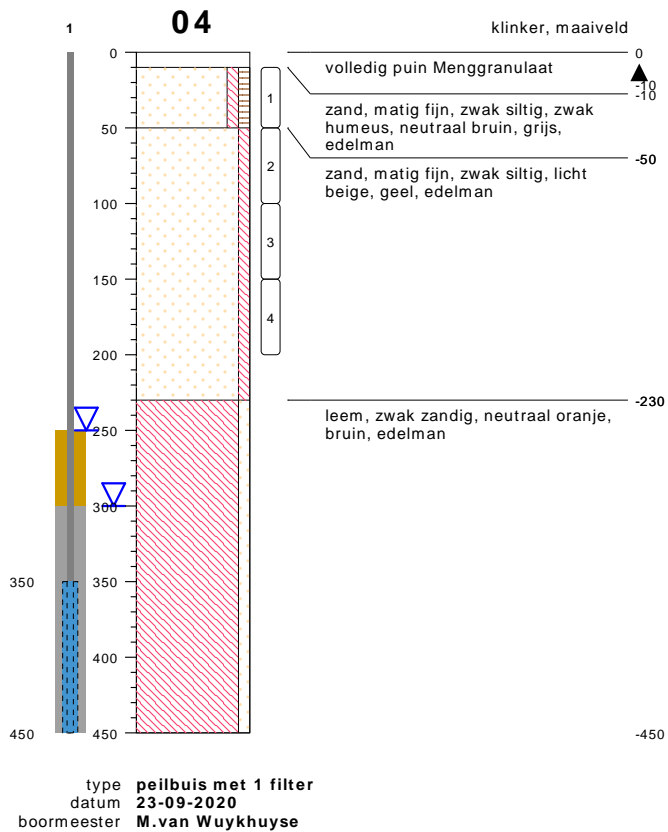 1
04
klinker, maaiveld
0
0
volledig puin Menggranulaat
-10
-10
1
zand, matig fijn, zwak siltig, zwak
humeus, neutraal bruin, grijs,
edelman
50
-50
2
zand, matig fijn, zwak siltig, licht
beige, geel, edelman
100
3
150
4
200
-230
leem, zwak zandig, neutraal oranje,
bruin, edelman
250
300
350
350
400
450
450
-450
type peilbuis met 1 filter
datum 23-09-2020
boormeester M.van Wuykhuyse